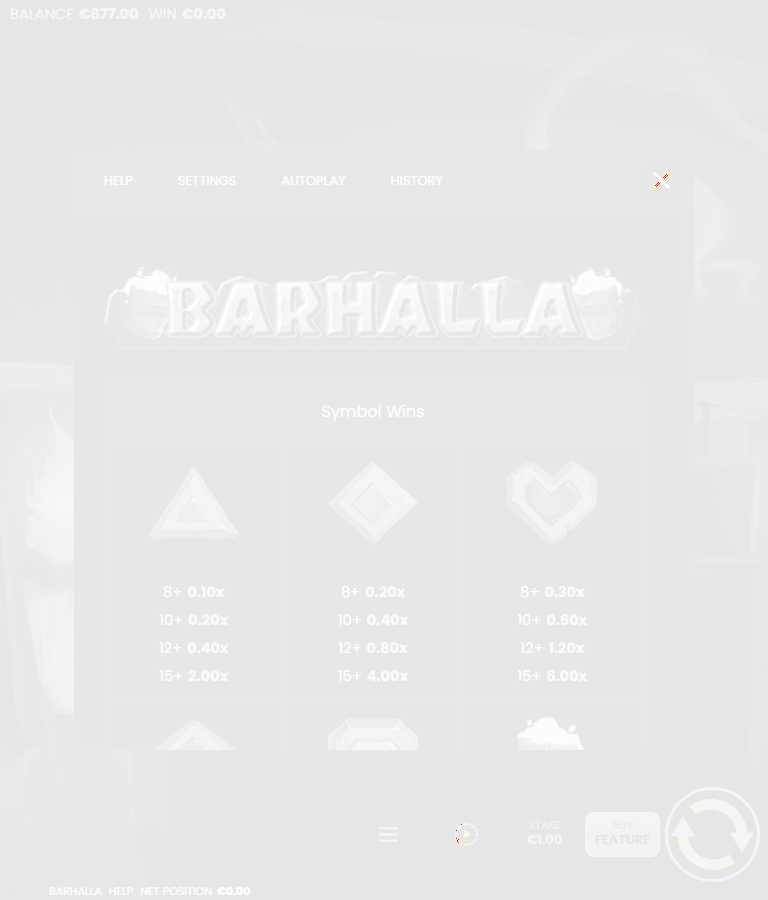 BALANCE €877.00 WIN €0.00
HELP SETTINGS AUTOPLAY HISTORY
BARHALLA
Symbol Wins
8+ 0.10x 8+ 0.20x 8+ 0.30x
10+ 0.20x 10+ 0.40x 10+ 0.60x
12+ 0.40x 12+ 0.80x 12+ 1.20x
15+ 2.00x 15+ 4.00x 15+ 6.00x
STAKE BUY
€1.00 FEATURE
BARHALLA HELP NET POSITION €0.00